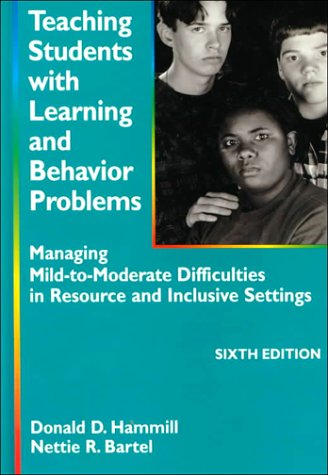 Teaching
Students
with
Learning
and
Behavior
Problems
Managing
Mild-to-Moderate Difficulties
in Resource and Inclusive Settings
SIXTH EDITION
Donald D. Hammill
Nettie R. Bartel